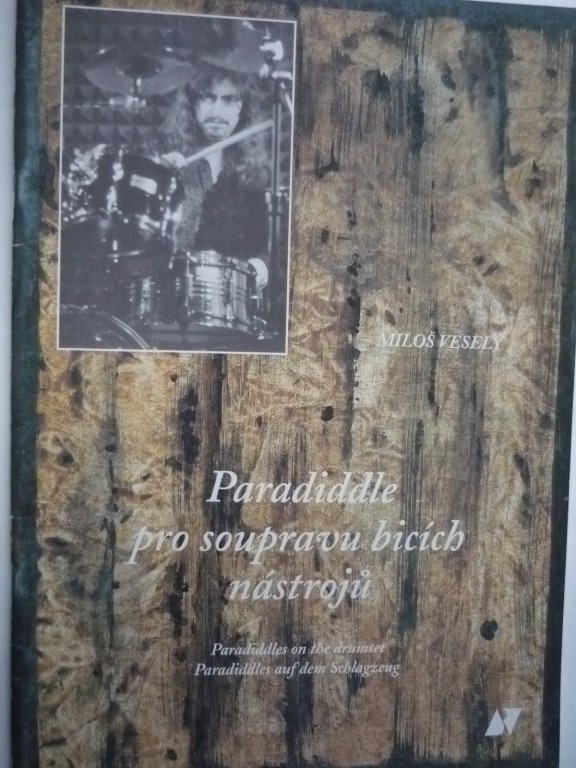 MILOŠ VESELÝ
Paradiddle
pro soupravu bicích
nástrojů
Paradiddles on the drumset
Paradiddles auf dem Schlagzeug